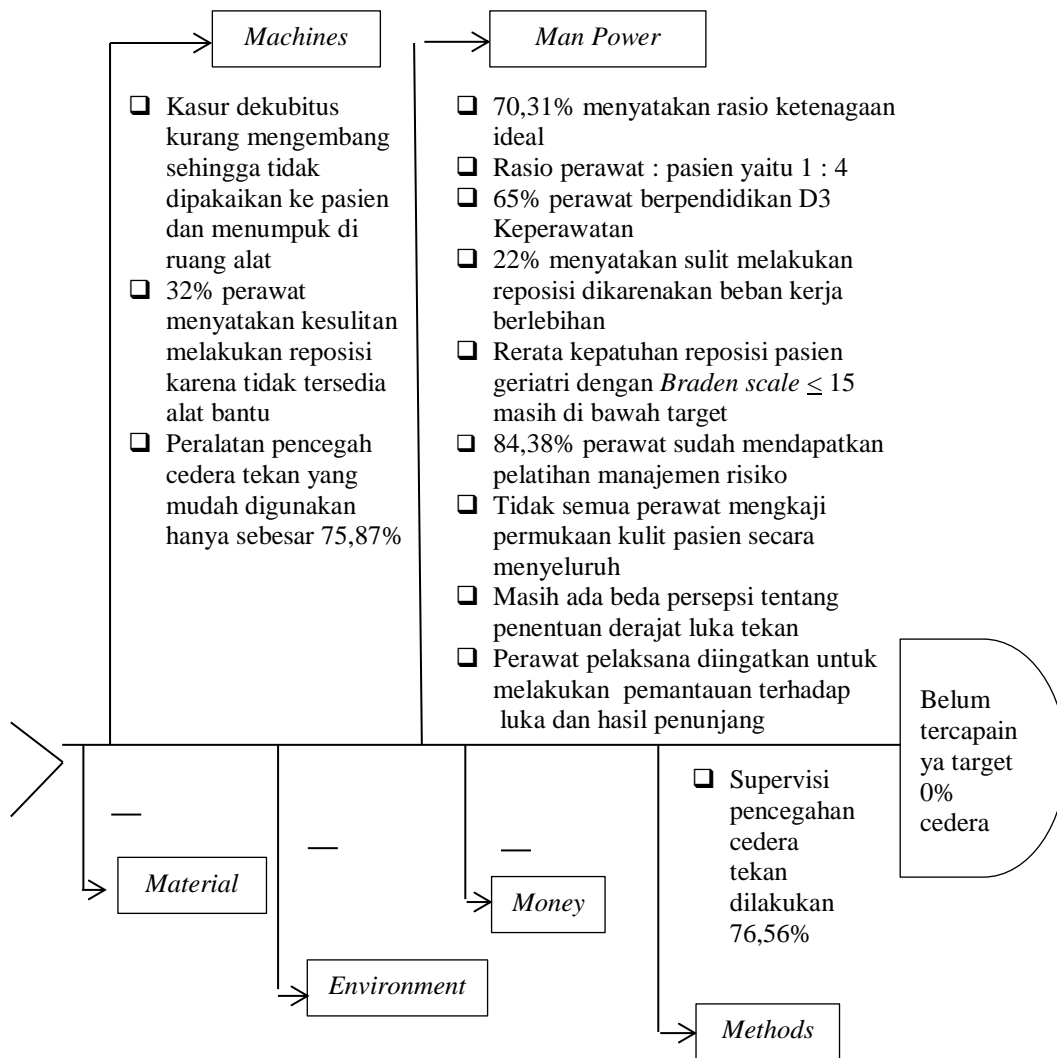 Machines
Kasur dekubitus
kurang mengembang
sehingga tidak
dipakaikan ke pasien
dan menumpuk di
ruang alat
32% perawat
menyatakan kesulitan
melakukan reposisi
karena tidak tersedia
alat bantu
Peralatan pencegah
cedera tekan yang
mudah digunakan
hanya sebesar 75,87%
Man Power
70,31% menyatakan rasio ketenagaan
ideal
Rasio perawat : pasien yaitu 1 : 4
65% perawat berpendidikan D3
Keperawatan
22% menyatakan sulit melakukan
reposisi dikarenakan beban kerja
berlebihan
Rerata kepatuhan reposisi pasien
geriatri dengan Braden scale ≤ 15
masih di bawah target
84,38% perawat sudah mendapatkan
pelatihan manajemen risiko
Tidak semua perawat mengkaji
permukaan kulit pasien secara
menyeluruh
Masih ada beda persepsi tentang
penentuan derajat luka tekan
Perawat pelaksana diingatkan untuk
melakukan pemantauan terhadap
luka dan hasil penunjang
Belum
tercapain
ya target
0%
cedera
Material
Environment
Money
Supervisi
pencegahan
cedera
tekan
dilakukan
76,56%
Methods